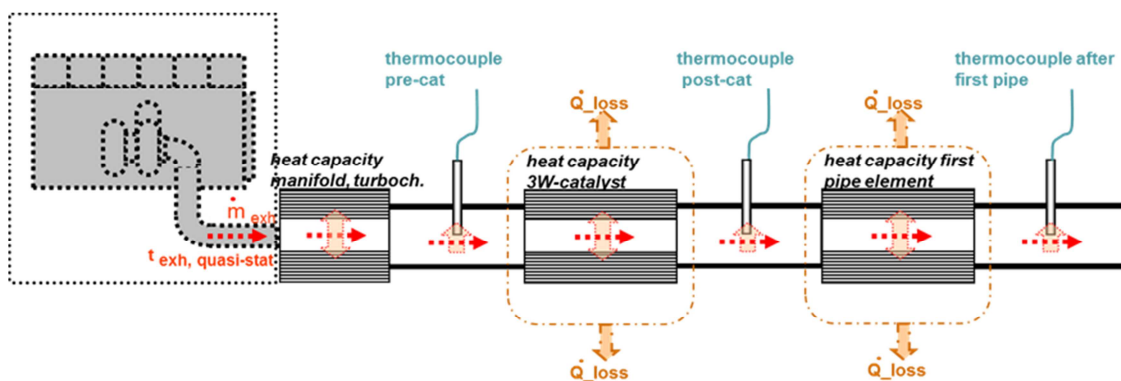 thermocouple
pre-cat
thermocouple
post-cat
thermocouple after
first pipe
Q̇_loss
Q̇_loss
heat capacity
manifold, turboch.
heat capacity
3W-catalyst
heat capacity first
pipe element
ṁ exh
t exh, quasi-stat
Q̇_loss
Q̇_loss